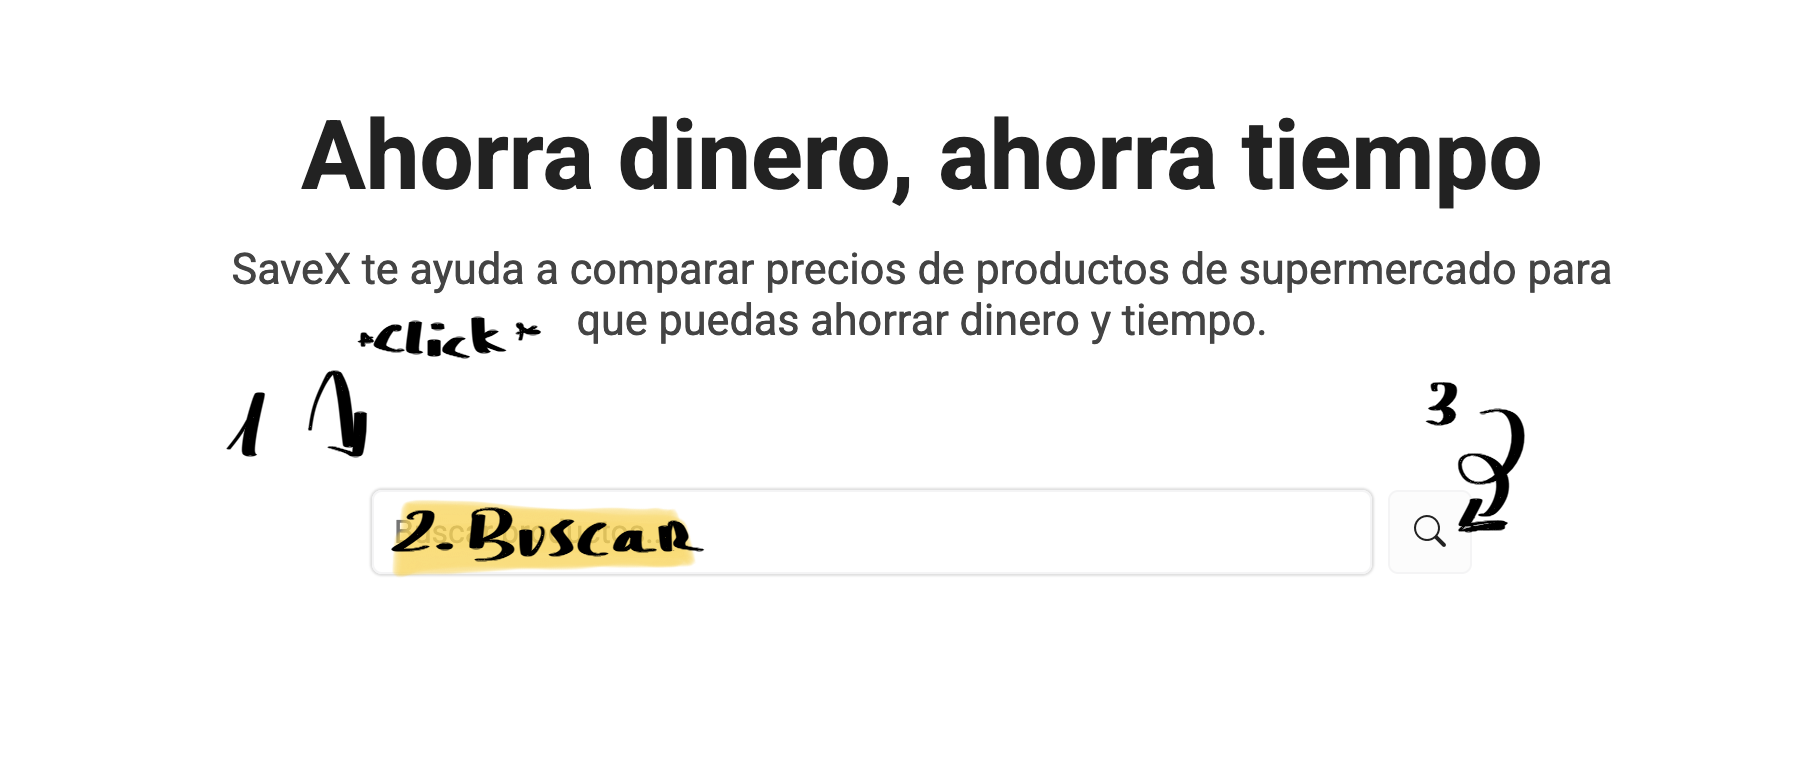 Ahorra dinero, ahorra tiempo
SaveX te ayuda a comparar precios de productos de supermercado para
que puedas ahorrar dinero y tiempo.
*Click*
1
3
2. Buscar